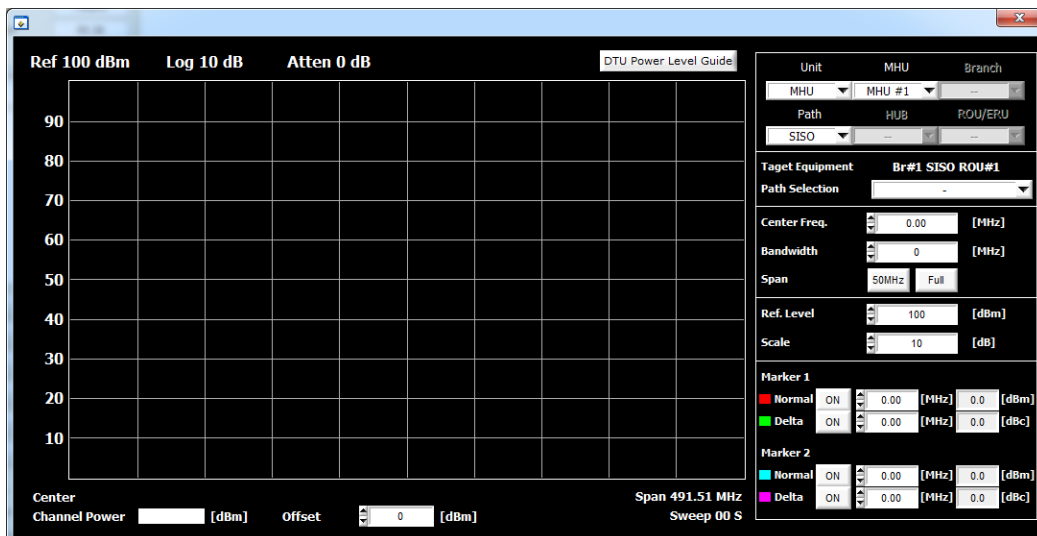 Ref 100 dBm Log 10 dB Atten 0 dB DTU Power Level Guide
90
80
70
60
50
40
30
20
10
Center Span 491.51 MHz
Channel Power [dBm] Offset 0 [dBm] Sweep 00 S
Unit MHU Branch
MHU MHU #1 --
Path HUB ROU/ERU
SISO -- --
Taget Equipment Br#1 SISO ROU#1
Path Selection -
Center Freq. 0.00 [MHz]
Bandwidth 0 [MHz]
Span 50MHz Full
Ref. Level 100 [dBm]
Scale 10 [dB]
Marker 1
Normal ON 0.00 [MHz] 0.0 [dBm]
Delta ON 0.00 [MHz] 0.0 [dBc]
Marker 2
Normal ON 0.00 [MHz] 0.0 [dBm]
Delta ON 0.00 [MHz] 0.0 [dBc]